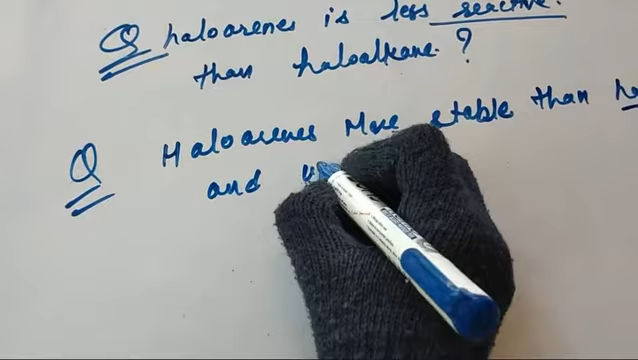 Q haloarenes is less reactive.
than haloalkane. ?
Q Haloarenes More stable than
and